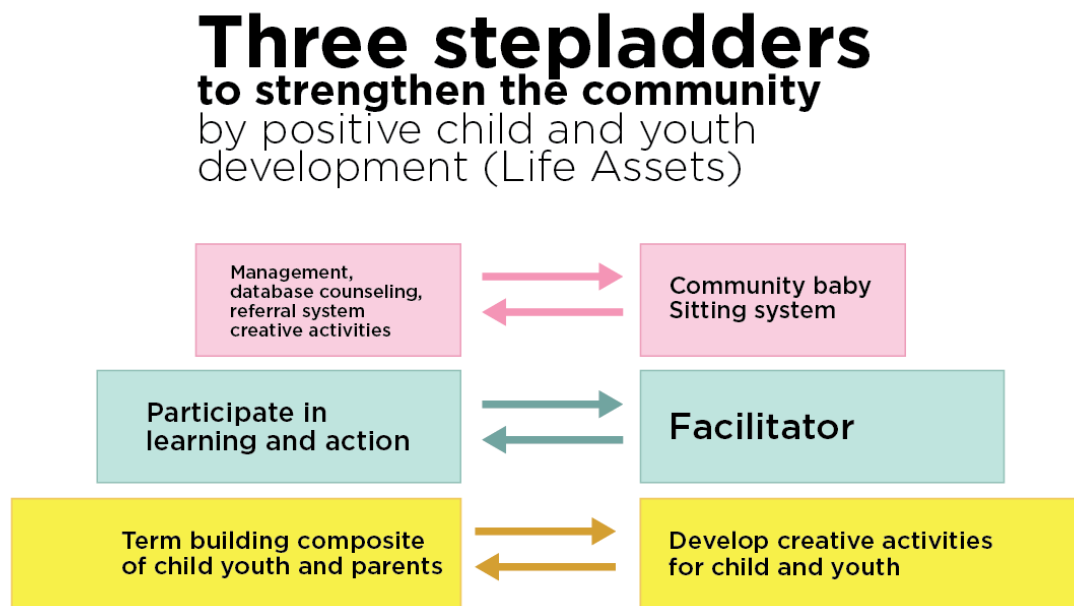 Three stepladders
to strengthen the community
by positive child and youth
development (Life Assets)
Management,
database counseling,
referral system
creative activities
Community baby
Sitting system
Participate in
learning and action
Facilitator
Term building composite
of child youth and parents
Develop creative activities
for child and youth